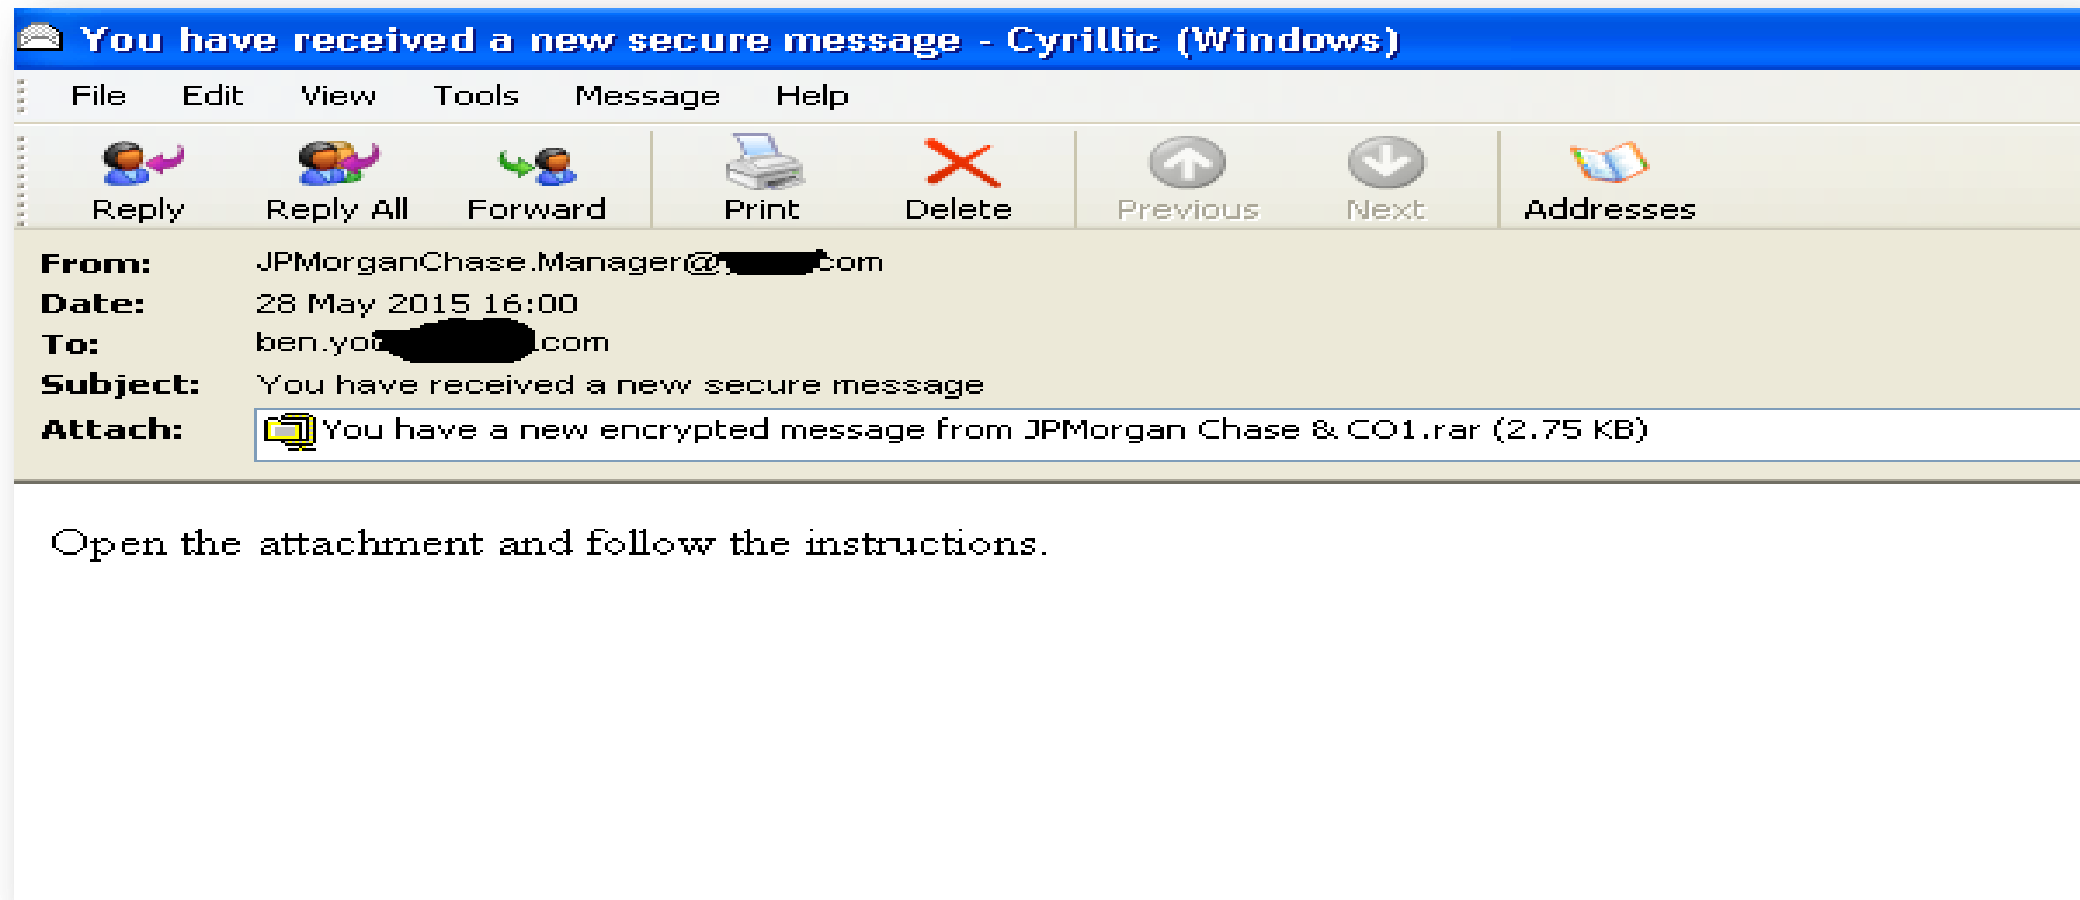 You have received a new secure message - Cyrillic (Windows)
File Edit View Tools Message Help
Reply Reply All Forward Print Delete Previous Next Addresses
From: JPMorganChase.Manager@ com
Date: 28 May 2015 16:00
To: ben. .com
Subject: You have received a new secure message
Attach: You have a new encrypted message from JPMorgan Chase & CO1.rar (2.75 KB)
Open the attachment and follow the instructions.